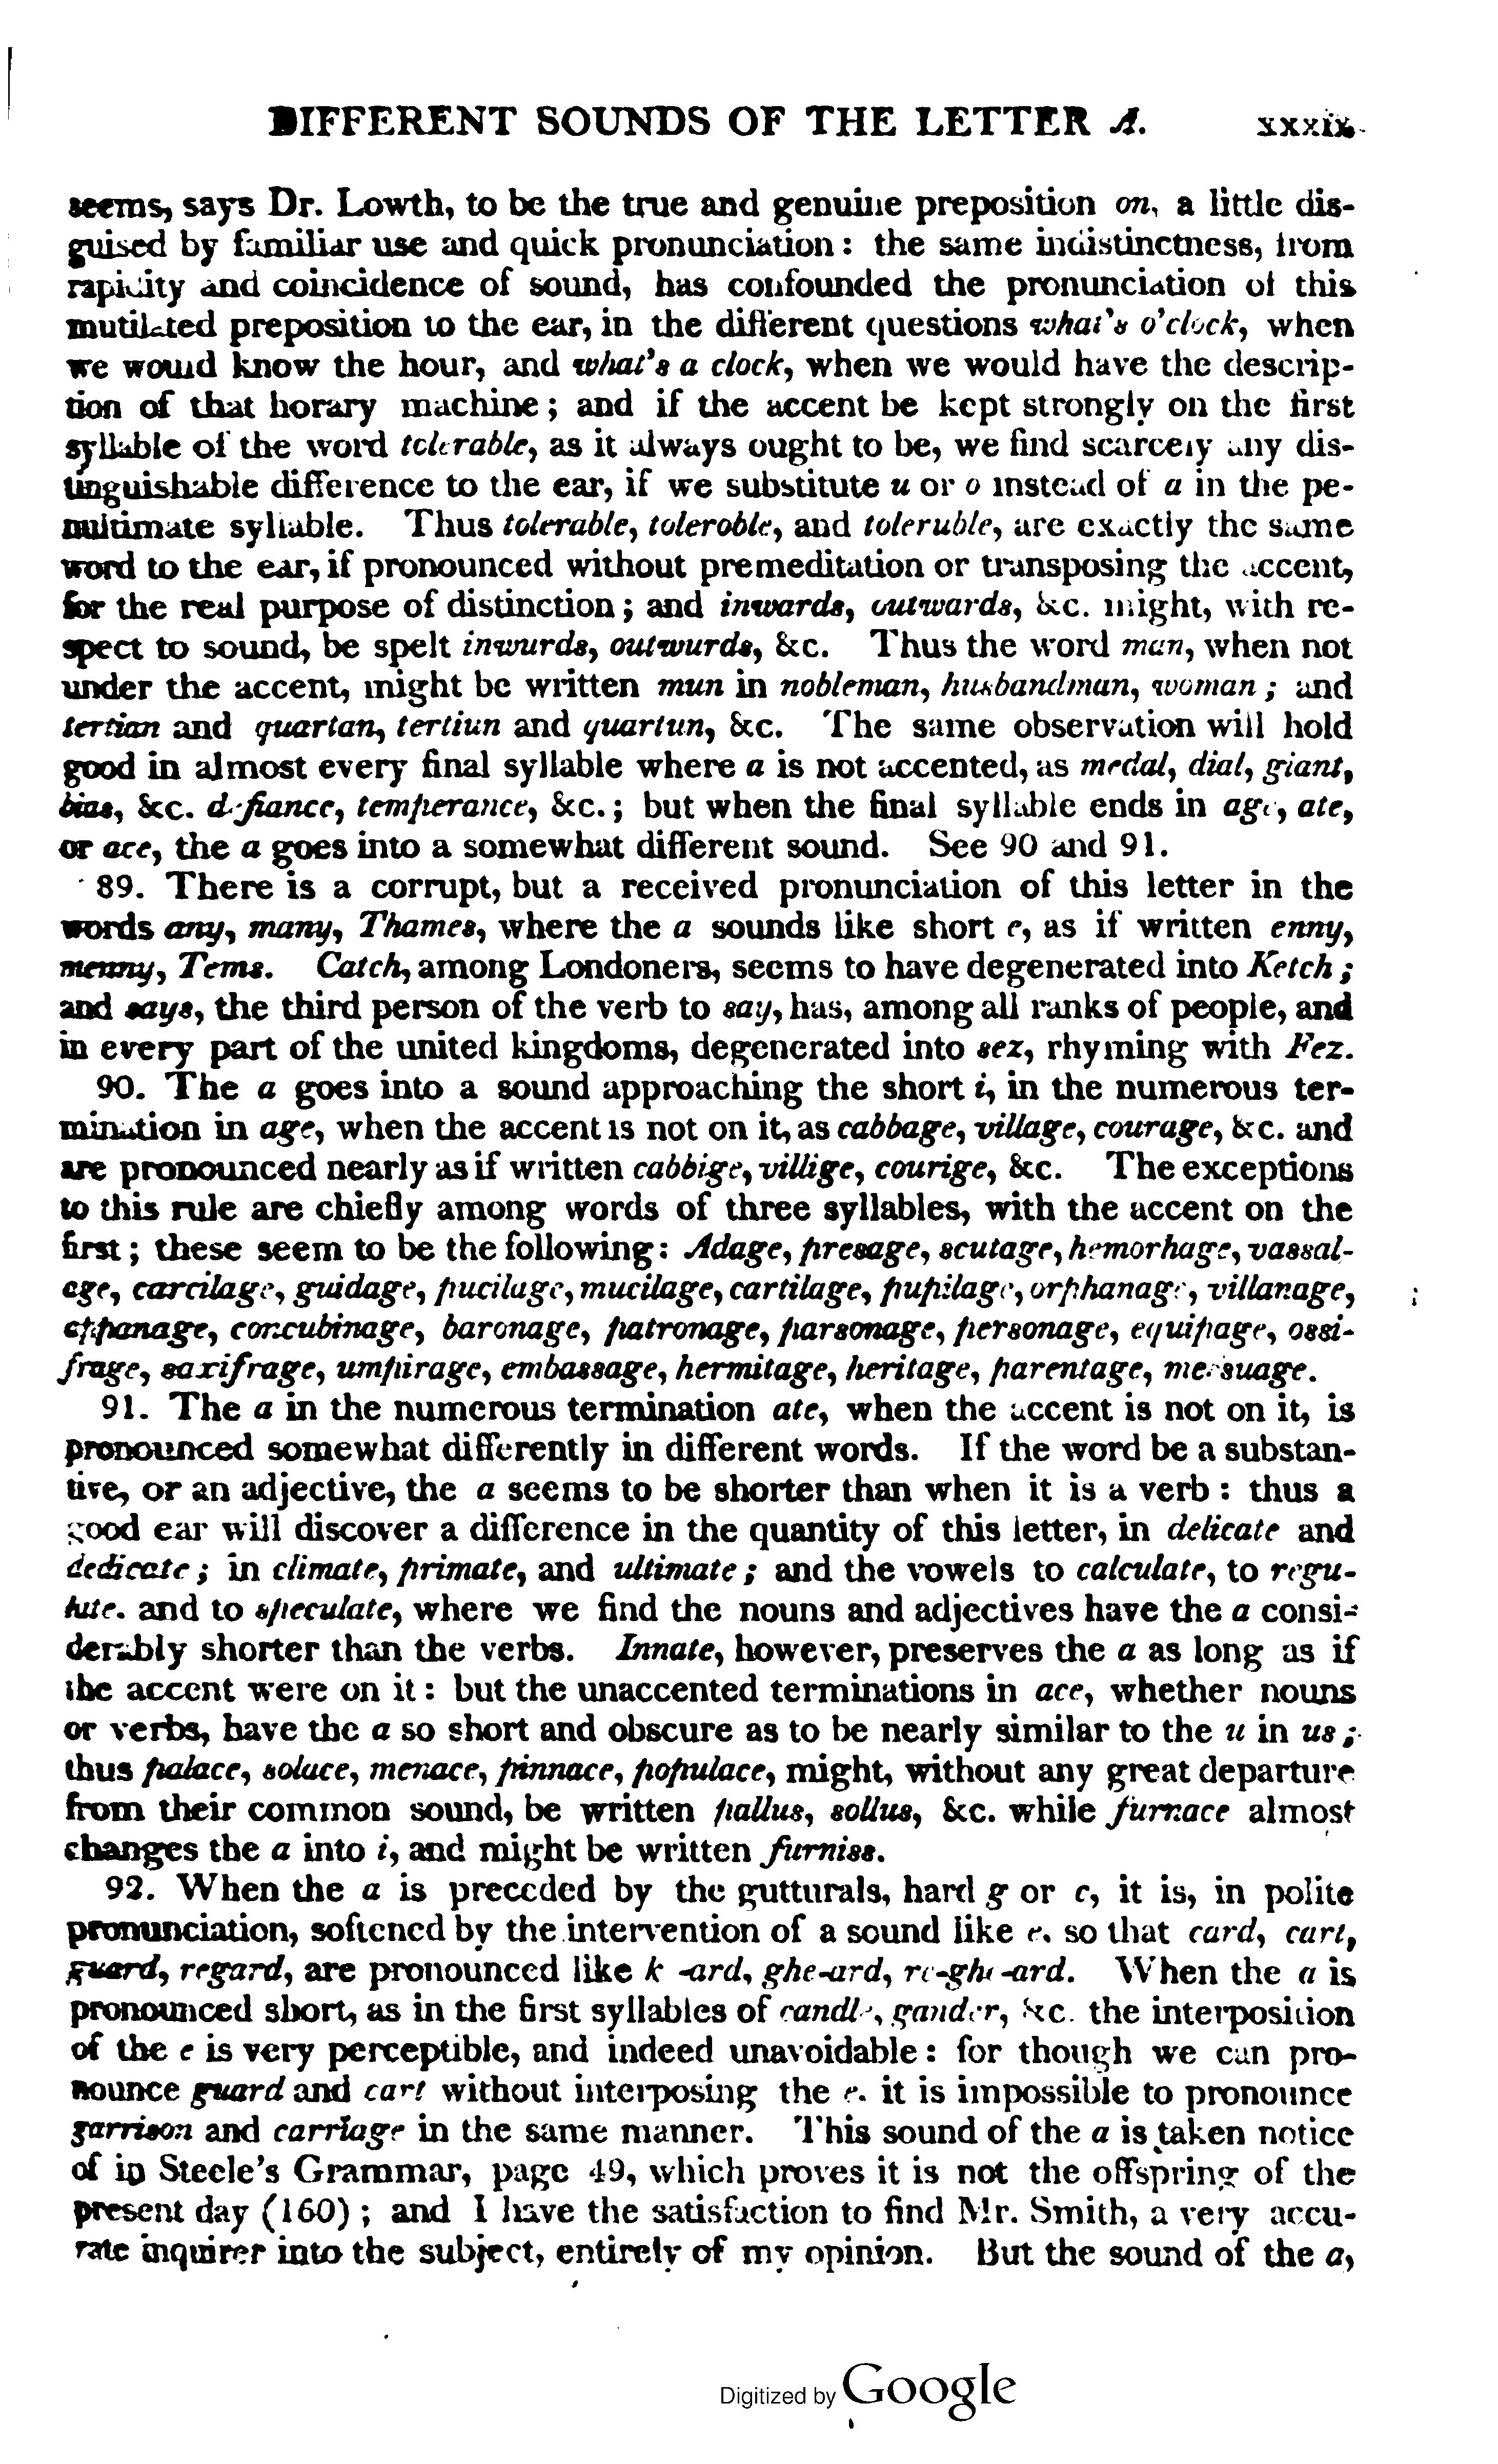 DIFFERENT SOUNDS OF THE LETTER A. xxxix
seems, says Dr. Lowth, to be the true and genuine preposition on, a little dis-
guised by familiar use and quick pronunciation: the same indistinctness, from
rapidity and coincidence of sound, has confounded the pronunciation of this
mutilated preposition to the ear, in the different questions what's o'clock, when
we would know the hour, and what's a clock, when we would have the descrip-
tion of that horary machine; and if the accent be kept strongly on the first
syllable of the word tolerable, as it always ought to be, we find scarcely any dis-
tinguishable difference to the ear, if we substitute u or o instead of a in the pe-
nultimate syllable. Thus tolerable, toleroble, and toleruble, are exactly the same
word to the ear, if pronounced without premeditation or transposing the accent,
for the real purpose of distinction; and inwards, outwards, &c. might, with re-
spect to sound, be spelt inwurds, outwurds, &c. Thus the word man, when not
under the accent, might be written mun in nobleman, husbandman, woman; and
tertian and quartan, tertiun and quartun, &c. The same observation will hold
good in almost every final syllable where a is not accented, as medal, dial, giant,
bias, &c. defiance, temperance, &c.; but when the final syllable ends in age, ate,
or ace, the a goes into a somewhat different sound. See 90 and 91.
89. There is a corrupt, but a received pronunciation of this letter in the
words any, many, Thames, where the a sounds like short e, as if written enny,
menny, Tems. Catch, among Londoners, seems to have degenerated into Ketch;
and says, the third person of the verb to say, has, among all ranks of people, and
in every part of the united kingdoms, degenerated into sez, rhyming with Fez.
90. The a goes into a sound approaching the short i, in the numerous ter-
mination in age, when the accent is not on it, as cabbage, village, courage, &c. and
are pronounced nearly as if written cabbige, villige, courige, &c. The exceptions
to this rule are chiefly among words of three syllables, with the accent on the
first; these seem to be the following: Adage, presage, scutage, hemorhage, vassal-
age, carcilage, guidage, pucilage, mucilage, cartilage, pupilage, orphanage, villanage,
appanage, concubinage, baronage, patronage, parsonage, personage, equipage, ossi-
frage, saxifrage, umpirage, embassage, hermitage, heritage, parentage, messuage.
91. The a in the numerous termination ate, when the accent is not on it, is
pronounced somewhat differently in different words. If the word be a substan-
tive, or an adjective, the a seems to be shorter than when it is a verb: thus a
good ear will discover a difference in the quantity of this letter, in delicate and
dedicate; in climate, primate, and ultimate; and the vowels to calculate, to regu-
late. and to speculate, where we find the nouns and adjectives have the a consi-
derably shorter than the verbs. Innate, however, preserves the a as long as if
the accent were on it: but the unaccented terminations in ace, whether nouns
or verbs, have the a so short and obscure as to be nearly similar to the u in us;
thus palace, solace, menace, pinnace, populace, might, without any great departure
from their common sound, be written pallus, sollus, &c. while furnace almost
changes the a into i, and might be written furniss.
92. When the a is preceded by the gutturals, hard g or c, it is, in polite
pronunciation, softened by the intervention of a sound like e. so that card, cart,
guard, regard, are pronounced like k -ard, ghe-ard, re-ghe-ard. When the a is
pronounced short, as in the first syllables of candle, gander, &c. the interposition
of the e is very perceptible, and indeed unavoidable: for though we can pro-
nounce guard and cart without interposing the e. it is impossible to pronounce
garrison and carriage in the same manner. This sound of the a is taken notice
of in Steele's Grammar, page 49, which proves it is not the offspring of the
present day (160); and I have the satisfaction to find Mr. Smith, a very accu-
rate inquirer into the subject, entirely of my opinion. But the sound of the a,
Digitized by Google